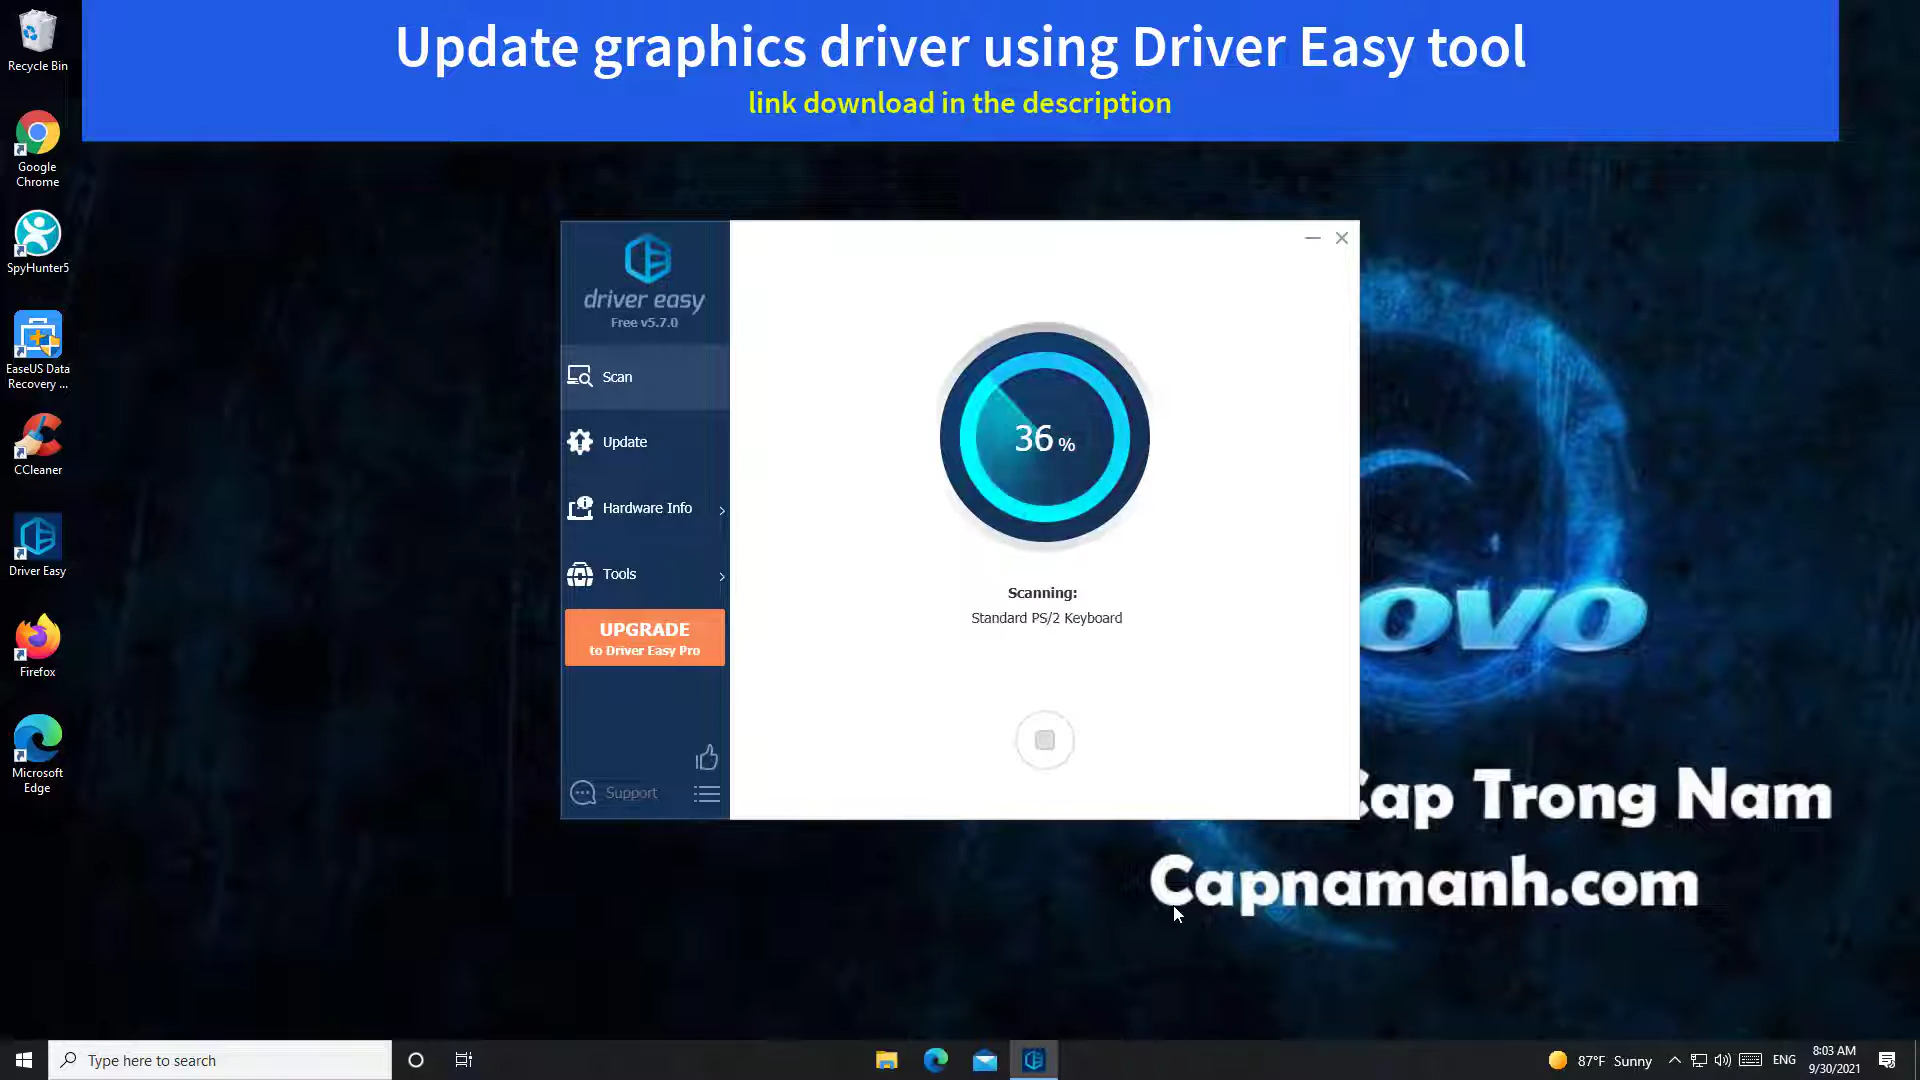 Update graphics driver using Driver Easy tool
link download in the description
Recycle Bin
Google
Chrome
SpyHunter5
EaseUS Data
Recovery ...
CCleaner
Driver Easy
Firefox
Microsoft
Edge
driver easy
Free v5.7.0
Scan
Update
Hardware Info
Tools
UPGRADE
to Driver Easy Pro
Support
36 %
Scanning:
Standard PS/2 Keyboard
ovo
Cap Trong Nam
Capnamanh.com
Type here to search
87°F Sunny
ENG
8:03 AM
9/30/2021